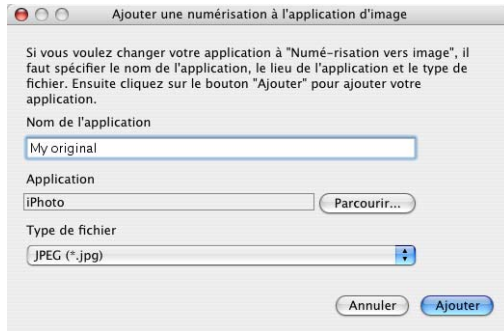 Ajouter une numérisation à l'application d'image
Si vous voulez changer votre application à "Numé-risation vers image", il
faut spécifier le nom de l'application, le lieu de l'application et le type de
fichier. Ensuite cliquez sur le bouton "Ajouter" pour ajouter votre
application.
Nom de l'application
My original
Application
iPhoto
Parcourir...
Type de fichier
JPEG (*.jpg)
Annuler
Ajouter